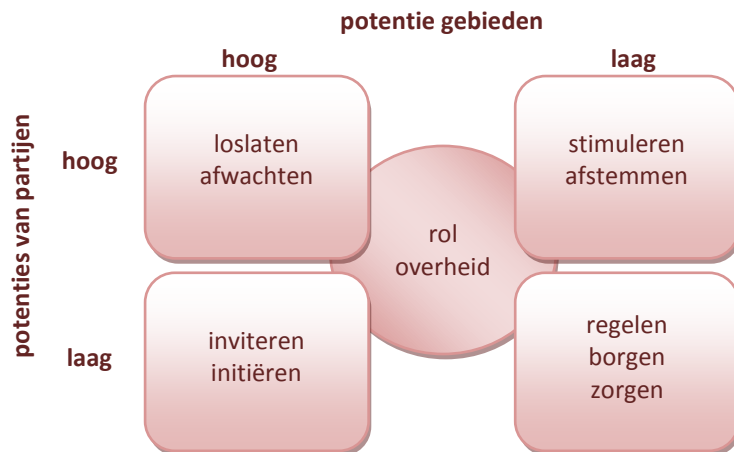 potentie gebieden
hoog
laag
potenties van partijen
hoog
loslaten
afwachten
stimuleren
afstemmen
rol
overheid
laag
inviteren
initiëren
regelen
borgen
zorgen